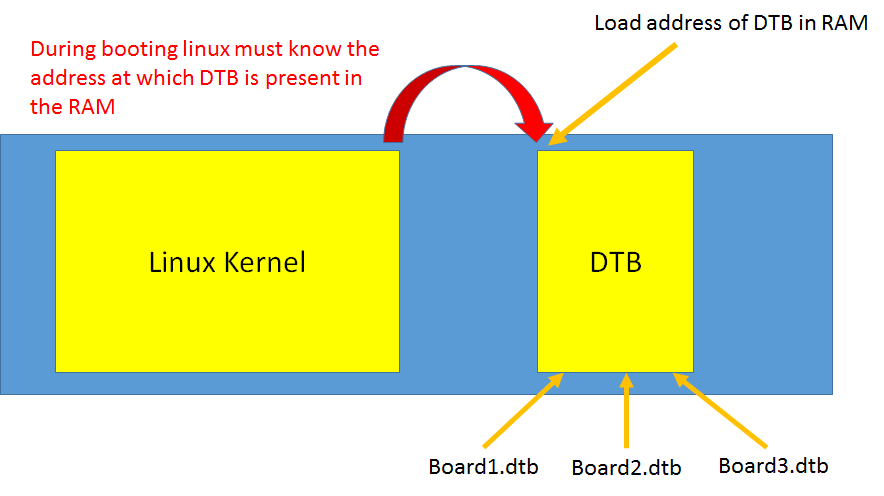 Load address of DTB in RAM
During booting linux must know the
address at which DTB is present in
the RAM
Linux Kernel
DTB
Board1.dtb
Board2.dtb
Board3.dtb